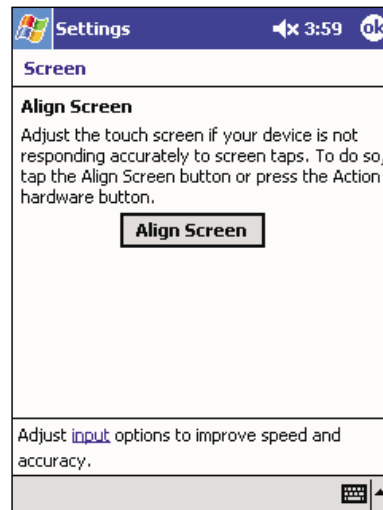 Settings 3:59 ok
Screen
Align Screen
Adjust the touch screen if your device is not
responding accurately to screen taps. To do so,
tap the Align Screen button or press the Action
hardware button.
Align Screen
Adjust input options to improve speed and
accuracy.